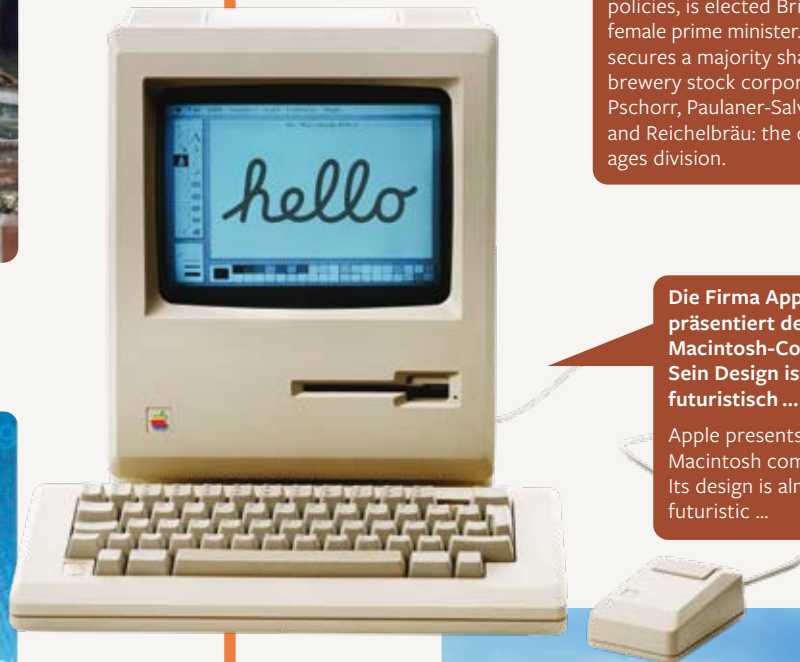 policies, is elected Bri
female prime minister.
secures a majority sha
brewery stock corpor
Pschorr, Paulaner-Salv
and Reichelbräu: the
ages division.
hello
Die Firma App
präsentiert de
Macintosh-Co
Sein Design is
futuristisch ...
Apple presents
Macintosh com
Its design is al
futuristic ...